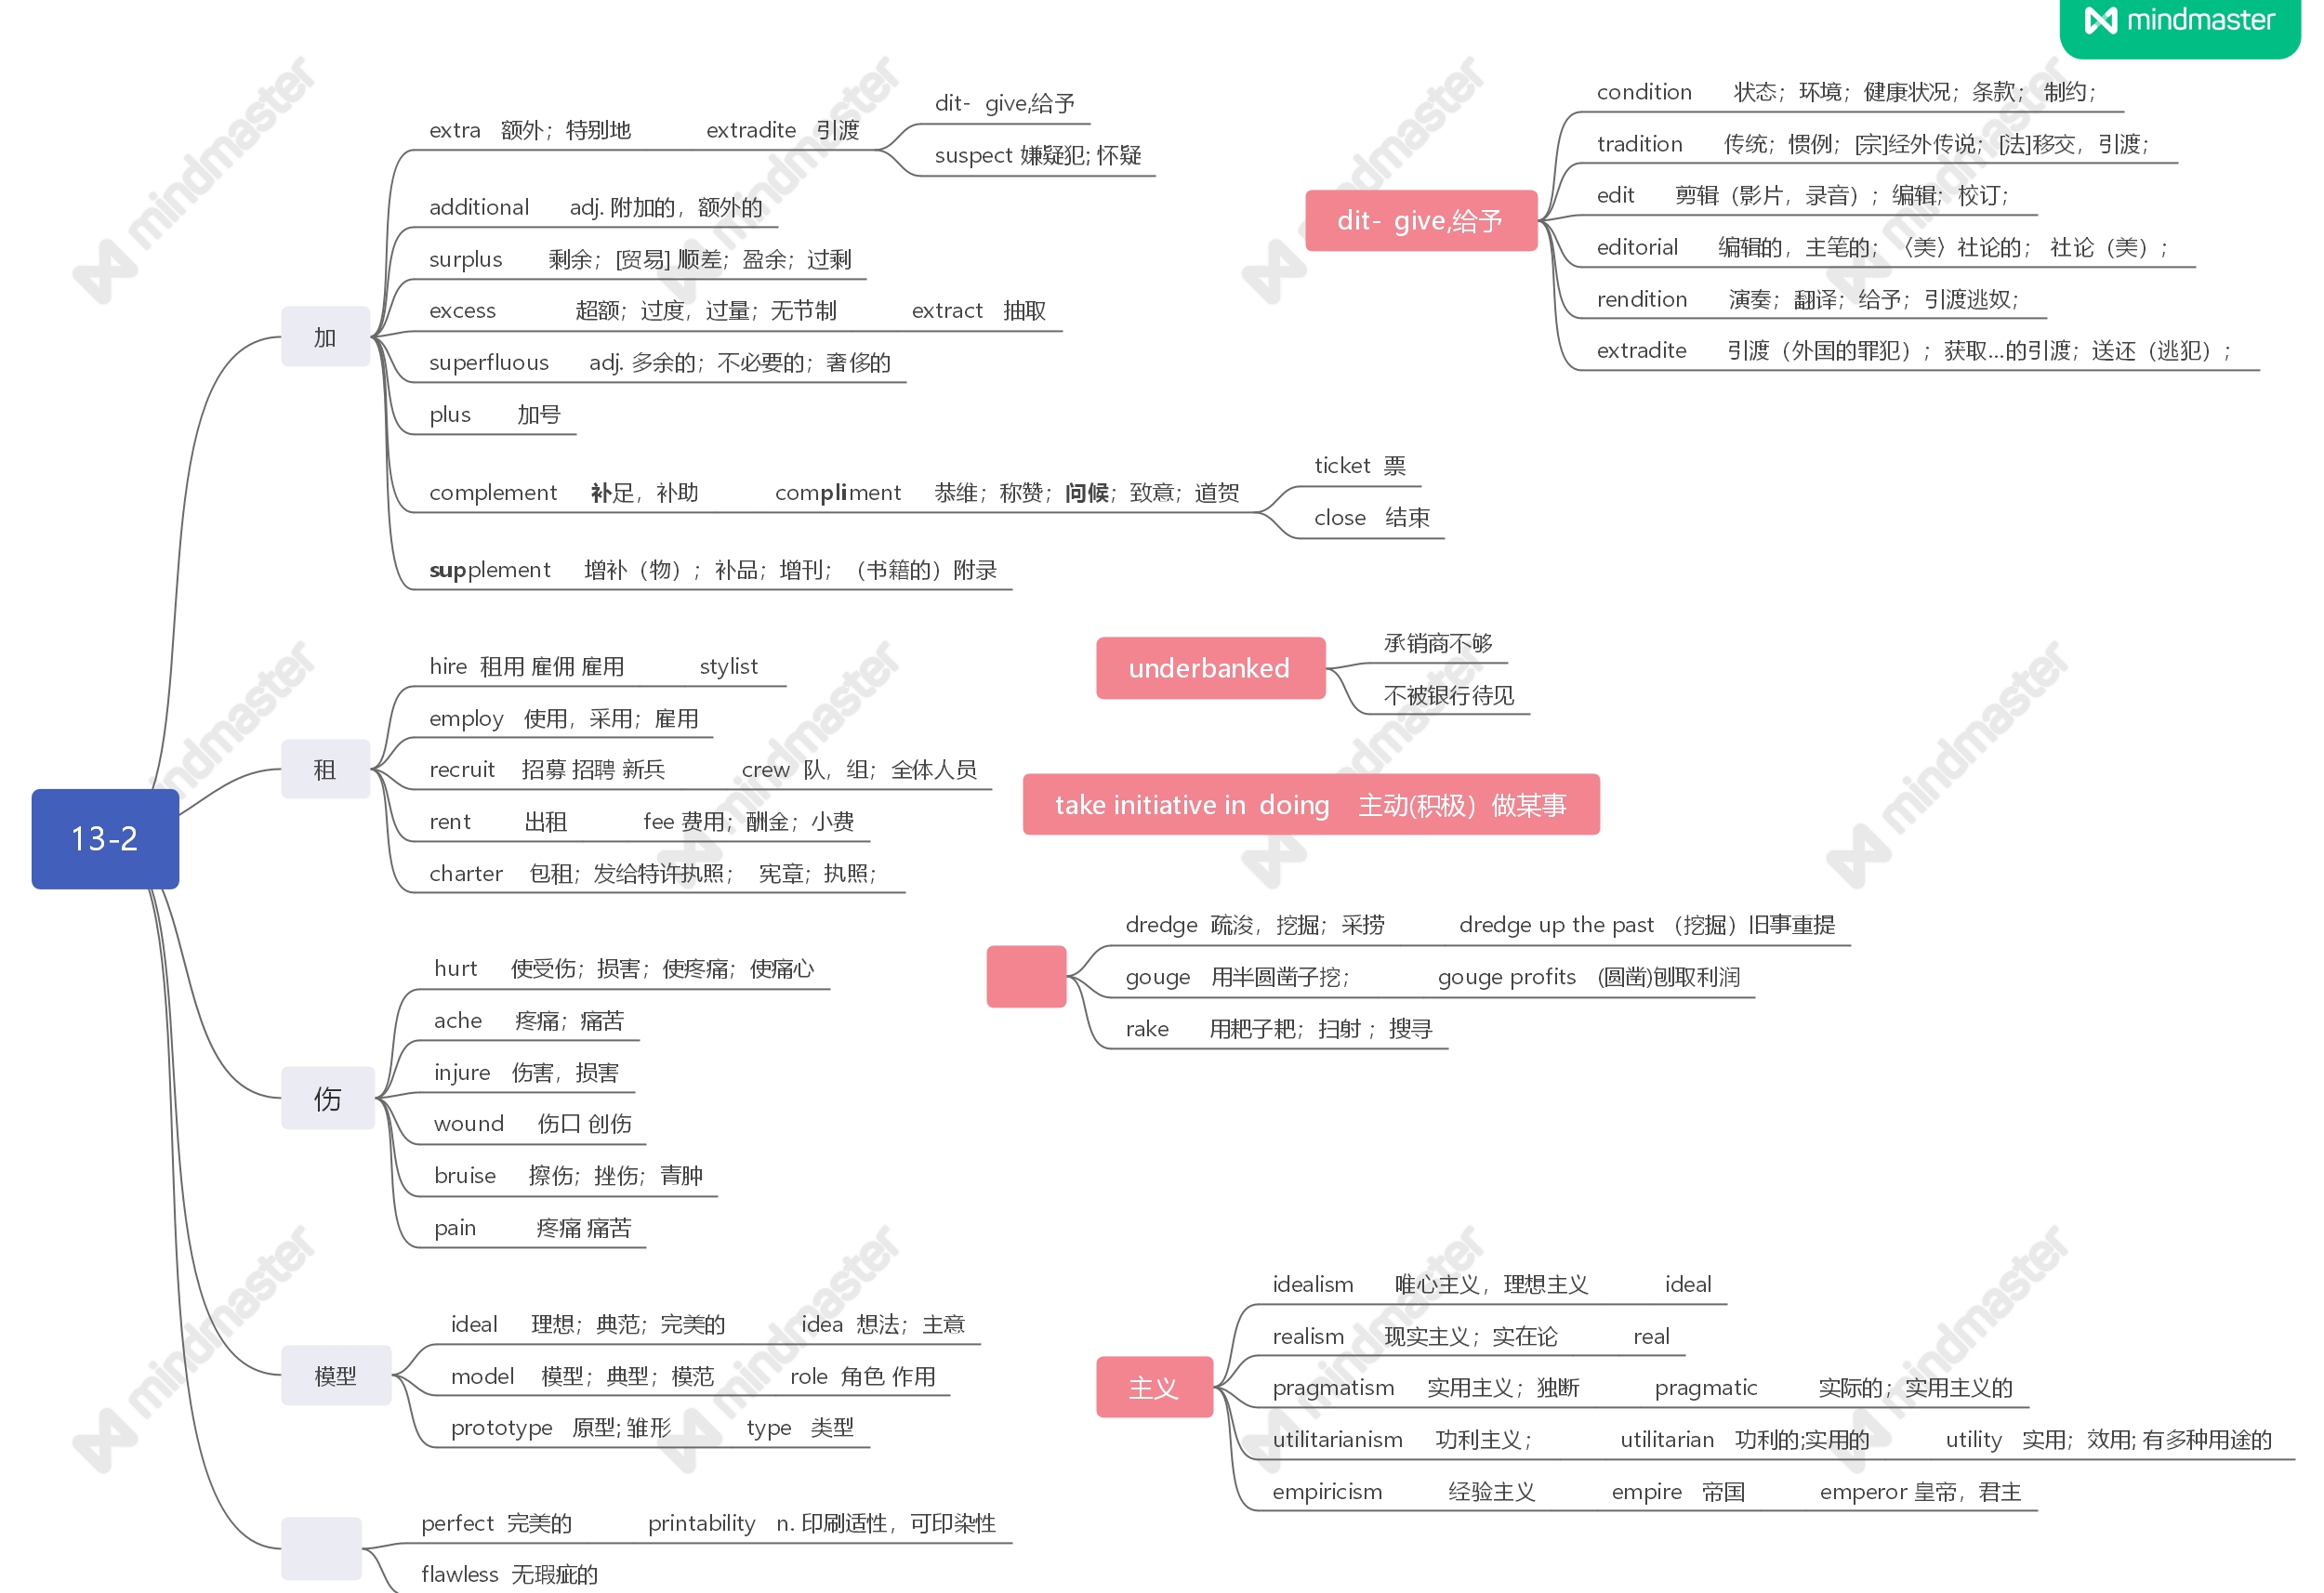 mindmaster
13-2
加
extra 额外；特别地 extradite 引渡
dit- give,给予
suspect 嫌疑犯; 怀疑
additional adj. 附加的，额外的
surplus 剩余；[贸易] 顺差；盈余；过剩
excess 超额；过度，过量；无节制 extract 抽取
superfluous adj. 多余的；不必要的；奢侈的
plus 加号
complement 补足，补助 compliment 恭维；称赞；问候；致意；道贺
ticket 票
close 结束
supplement 增补（物）；补品；增刊；（书籍的）附录
租
hire 租用 雇佣 雇用 stylist
employ 使用，采用；雇用
recruit 招募 招聘 新兵 crew 队，组；全体人员
rent 出租 fee 费用；酬金；小费
charter 包租；发给特许执照； 宪章；执照；
伤
hurt 使受伤；损害；使疼痛；使痛心
ache 疼痛；痛苦
injure 伤害，损害
wound 伤口 创伤
bruise 擦伤；挫伤；青肿
pain 疼痛 痛苦
模型
ideal 理想；典范；完美的 idea 想法；主意
model 模型；典型；模范 role 角色 作用
prototype 原型; 雏形 type 类型
perfect 完美的 printability n. 印刷适性，可印染性
flawless 无瑕疵的
dit- give,给予
condition 状态；环境；健康状况；条款； 制约；
tradition 传统；惯例；[宗]经外传说；[法]移交，引渡；
edit 剪辑（影片，录音）；编辑；校订；
editorial 编辑的，主笔的；〈美〉社论的； 社论（美）；
rendition 演奏；翻译；给予；引渡逃奴；
extradite 引渡（外国的罪犯）；获取...的引渡；送还（逃犯）；
underbanked
承销商不够
不被银行待见
take initiative in doing 主动(积极）做某事
dredge 疏浚，挖掘；采捞 dredge up the past （挖掘）旧事重提
gouge 用半圆凿子挖； gouge profits (圆凿)刨取利润
rake 用耙子耙；扫射 ；搜寻
主义
idealism 唯心主义，理想主义 ideal
realism 现实主义；实在论 real
pragmatism 实用主义；独断 pragmatic 实际的；实用主义的
utilitarianism 功利主义； utilitarian 功利的;实用的 utility 实用；效用; 有多种用途的
empiricism 经验主义 empire 帝国 emperor 皇帝，君主